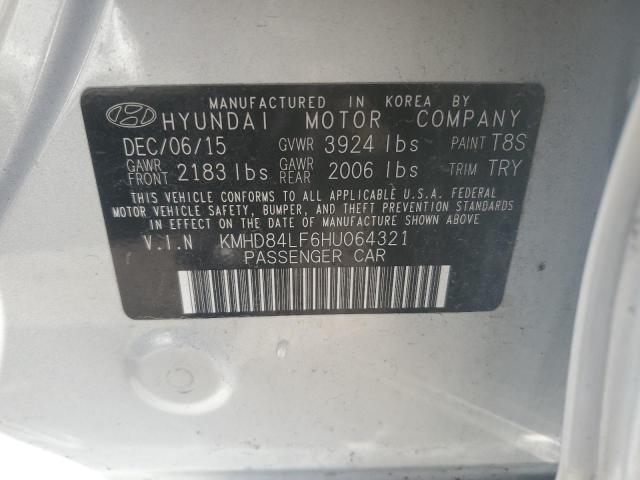 MANUFACTURED IN KOREA BY
HYUNDAI MOTOR COMPANY
DEC/06/15 GVWR 3924 lbs PAINT T8S
GAWR FRONT 2183 lbs GAWR REAR 2006 lbs TRIM TRY
THIS VEHICLE CONFORMS TO ALL APPLICABLE U.S.A. FEDERAL
MOTOR VEHICLE SAFETY, BUMPER, AND THEFT PREVENTION STANDARDS
IN EFFECT ON THE DATE OF MANUFACTURE SHOWN ABOVE.
V.I.N KMHD84LF6HU064321
PASSENGER CAR